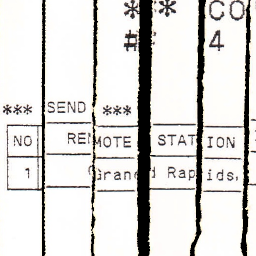 *** CO
# 4
*** SEND ***
NO REMOTE STATION
1 Grand Rapids,